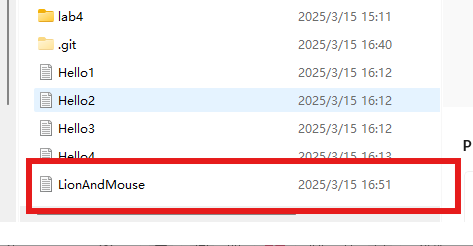 lab4 2025/3/15 15:11
.git 2025/3/15 16:40
Hello1 2025/3/15 16:12
Hello2 2025/3/15 16:12
Hello3 2025/3/15 16:12
Hello4 2025/3/15 16:13
P
LionAndMouse 2025/3/15 16:51